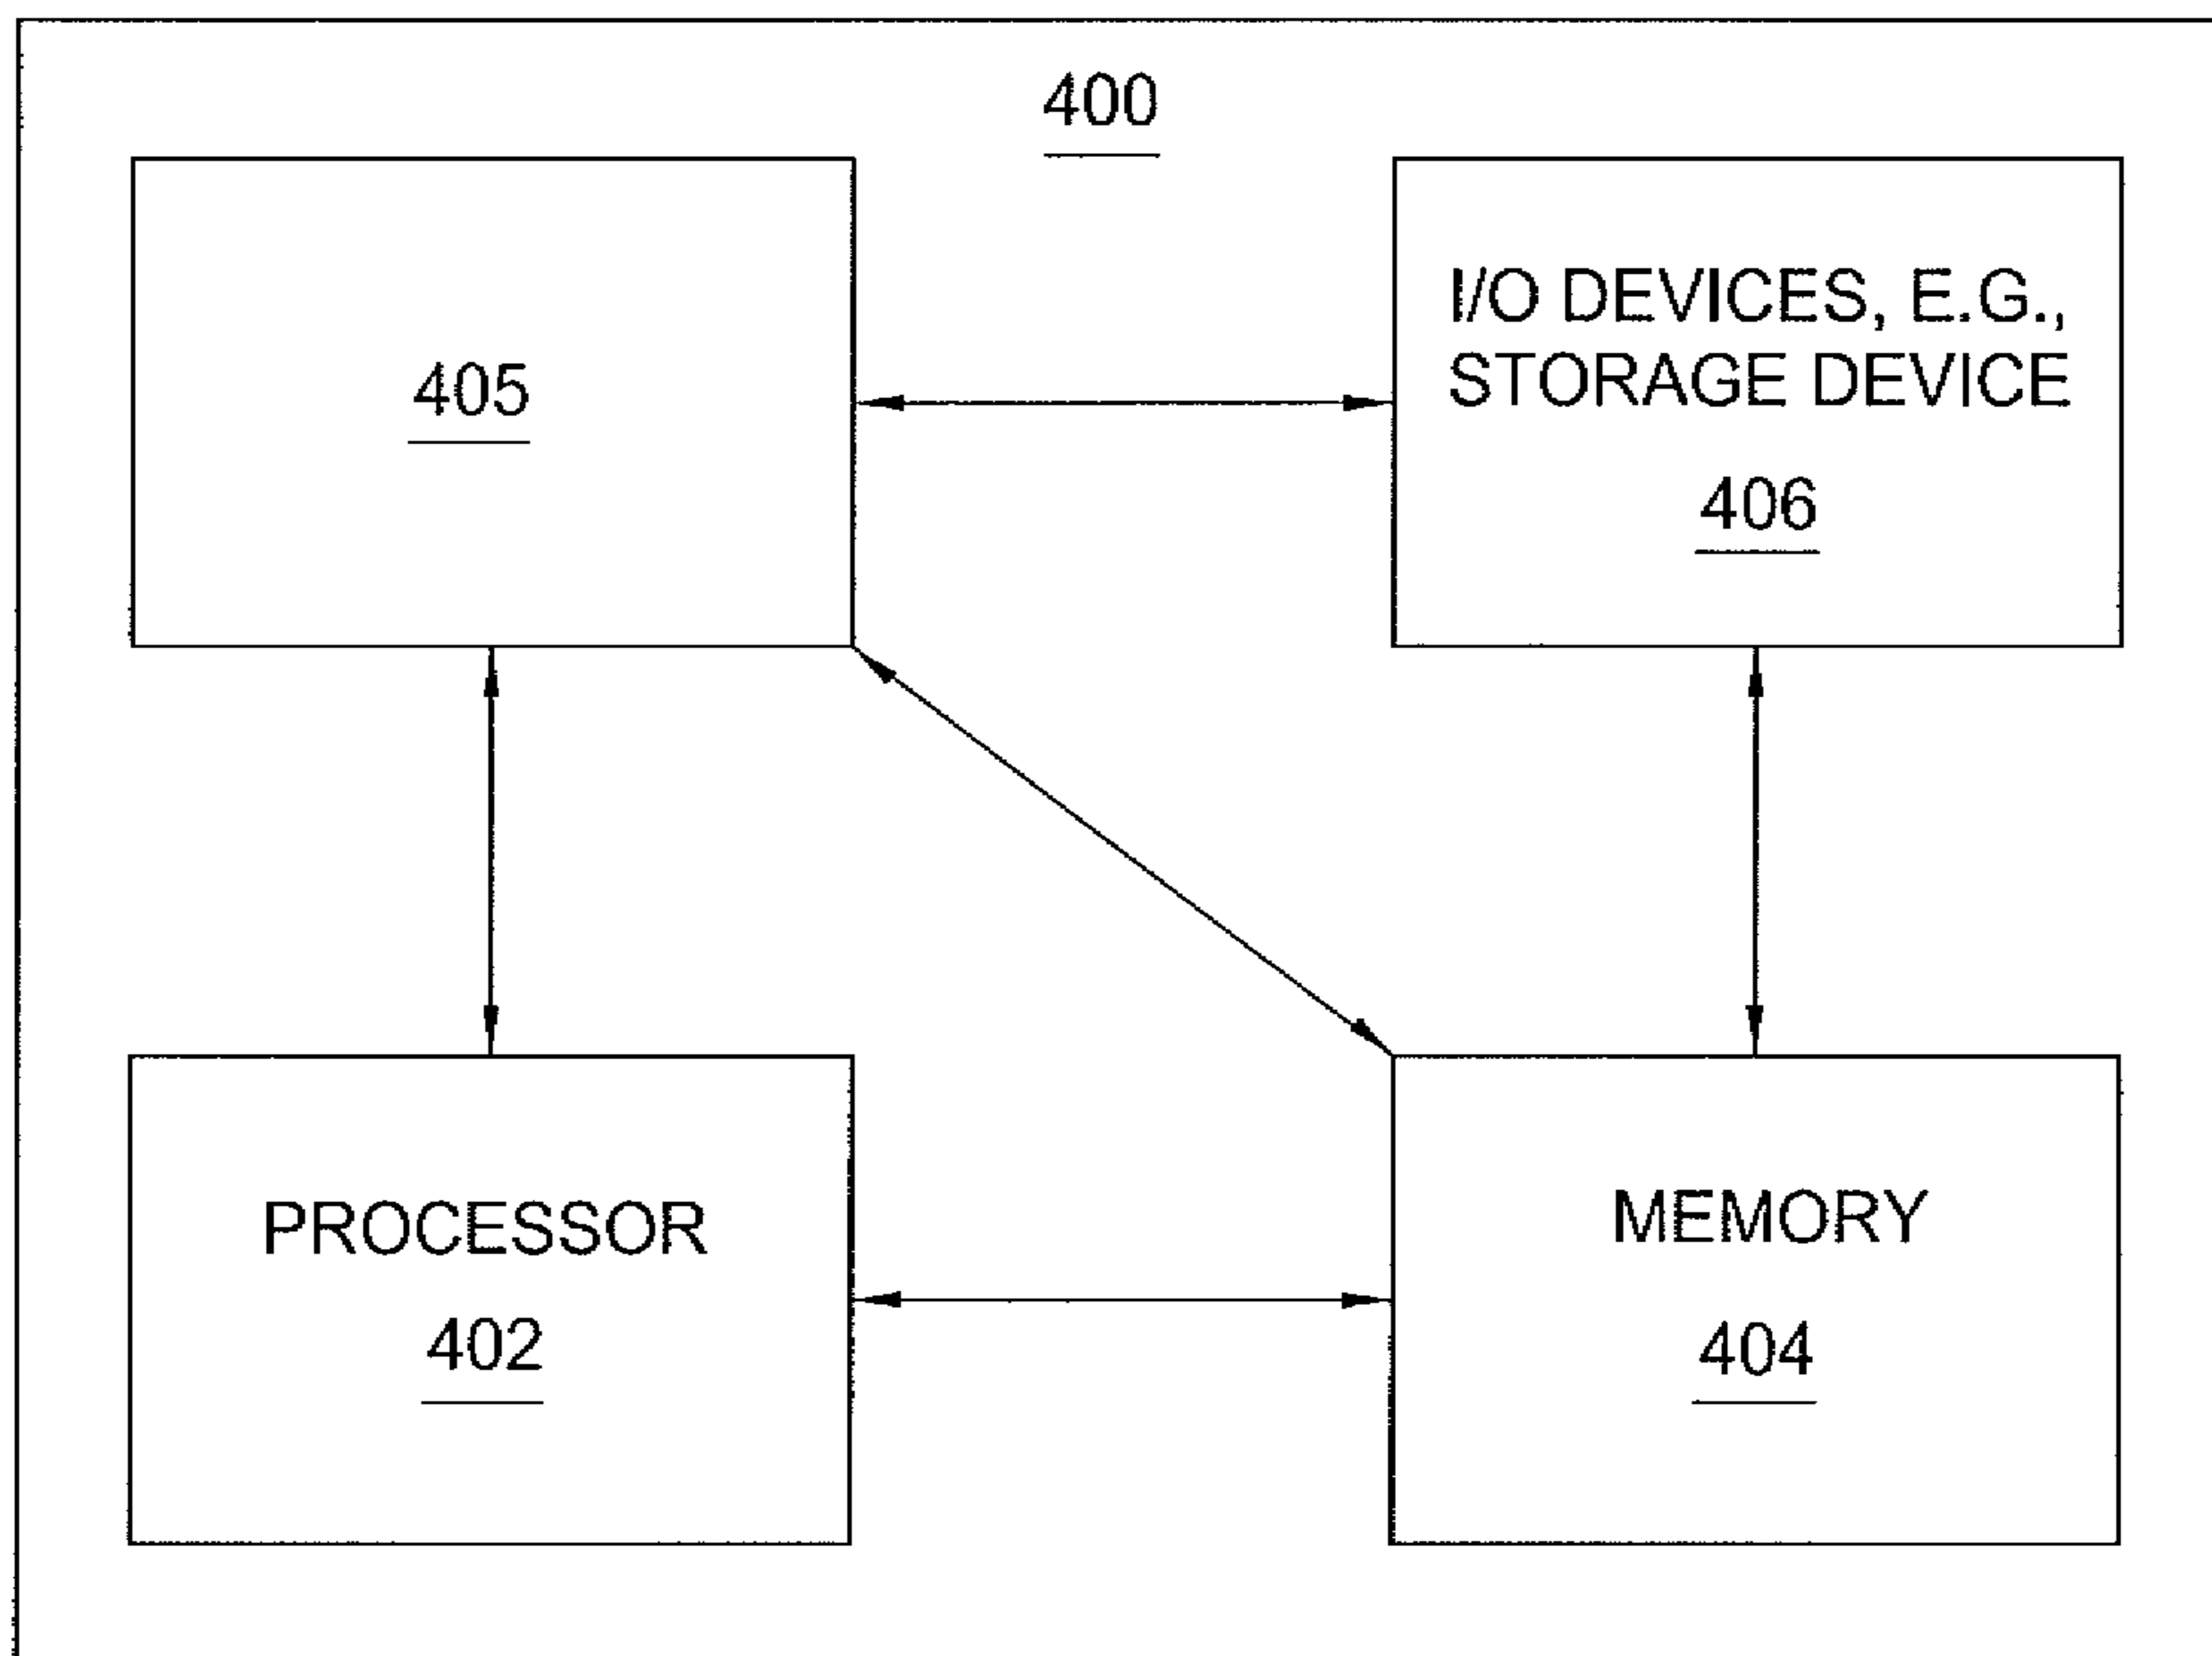 400
405
I/O DEVICES, E.G.,
STORAGE DEVICE
406
PROCESSOR
402
MEMORY
404